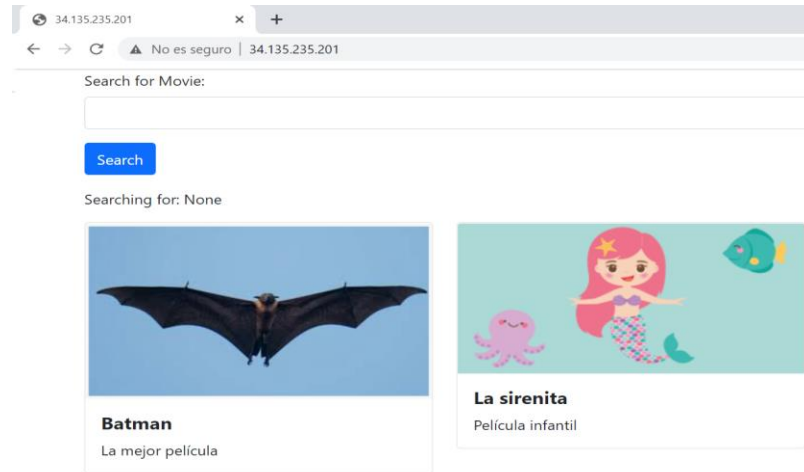 34.135.235.201
No es seguro | 34.135.235.201
Search for Movie:
Search
Searching for: None
Batman
La mejor película
La sirenita
Película infantil